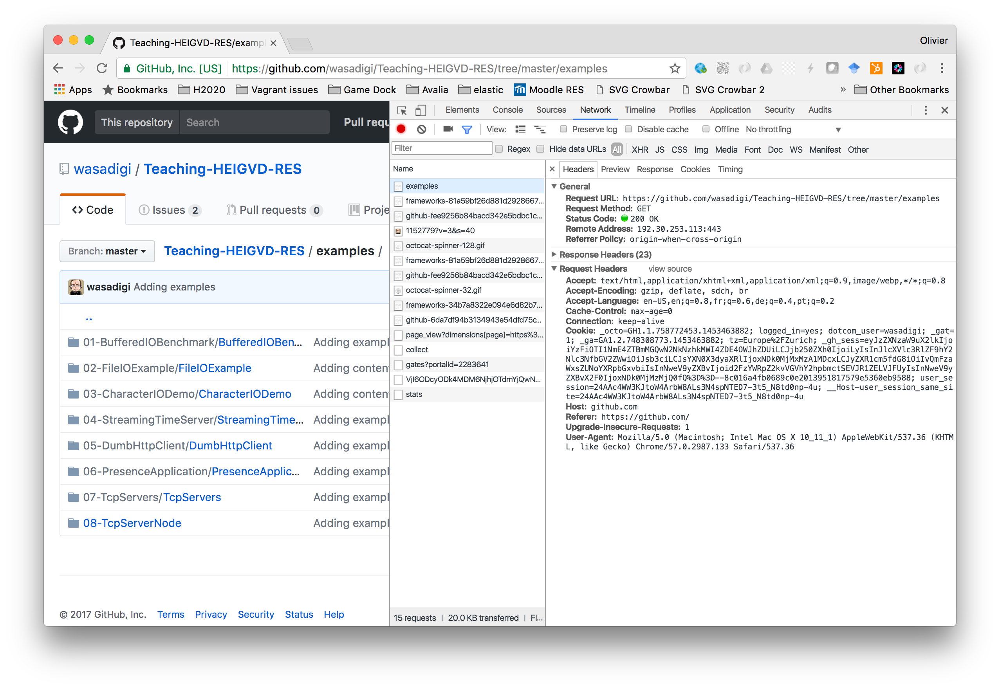 Teaching-HEIGVD-RES/exampl
Olivier
GitHub, Inc. [US] https://github.com/wasadigi/Teaching-HEIGVD-RES/tree/master/examples
Apps Bookmarks H2020 Vagrant issues Game Dock Avalia elastic Moodle RES SVG Crowbar SVG Crowbar 2 » Other Bookmarks
This repository Search Pull requ
wasadigi / Teaching-HEIGVD-RES
Code Issues 2 Pull requests 0 Proje
Branch: master Teaching-HEIGVD-RES / examples /
wasadigi Adding examples
..
01-BufferedIOBenchmark/BufferedIOBen... Adding exampl
02-FileIOExample/FileIOExample Adding conten
03-CharacterIODemo/CharacterIODemo Adding conten
04-StreamingTimeServer/StreamingTime... Adding exampl
05-DumbHttpClient/DumbHttpClient Adding exampl
06-PresenceApplication/PresenceApplic... Adding exampl
07-TcpServers/TcpServers Adding exampl
08-TcpServerNode Adding exampl
© 2017 GitHub, Inc. Terms Privacy Security Status Help
Elements Console Sources Network Timeline Profiles Application Security Audits
View: Preserve log Disable cache Offline No throttling
Filter Regex Hide data URLs All XHR JS CSS Img Media Font Doc WS Manifest Other
Name
examples
frameworks-81a59bf26d881d2928667...
github-fee9256b84bacd342e5bdbc1c...
1152779?v=3&s=40
octocat-spinner-128.gif
frameworks-81a59bf26d881d2928667...
github-fee9256b84bacd342e5bdbc1c...
octocat-spinner-32.gif
frameworks-34b7a8322e094e6d82b7...
github-6da7df94b3134943e54dfd75c...
page_view?dimensions[page]=https%3...
collect
gates?portalId=2283641
VjI6ODcyODk4MDM6NjhjOTdmYjQwN...
stats
15 requests | 20.0 KB transferred | Fi...
Headers Preview Response Cookies Timing
General
Request URL: https://github.com/wasadigi/Teaching-HEIGVD-RES/tree/master/examples
Request Method: GET
Status Code: 200 OK
Remote Address: 192.30.253.113:443
Referrer Policy: origin-when-cross-origin
Response Headers (23)
Request Headers view source
Accept: text/html,application/xhtml+xml,application/xml;q=0.9,image/webp,*/*;q=0.8
Accept-Encoding: gzip, deflate, sdch, br
Accept-Language: en-US,en;q=0.8,fr;q=0.6,de;q=0.4,pt;q=0.2
Cache-Control: max-age=0
Connection: keep-alive
Cookie: _octo=GH1.1.758772453.1453463882; logged_in=yes; dotcom_user=wasadigi; _gat=
1; _ga=GA1.2.748308773.1453463882; tz=Europe%2FZurich; _gh_sess=eyJzZXNzaW9uX2lkIjo
iYzFiOTI1NmE4ZTBmMGQwN2NkNzhkMWI4ZDE4OWJhZDUiLCJjb250ZXh0IjoiLyIsInJlcXVlc3RlZF9hY2
Nlc3NfbGV2ZWwiOiJsb3ciLCJsYXN0X3dyaXRlIjoxNDk0MjMxMzA1MDcxLCJyZXR1cm5fdG8iOiIvQmFza
WxsZUNoYXRpbGxvbiIsInNweV9yZXBvIjoid2FzYWRpZ2kvVGVhY2hpbmctSEVJR1ZELVJFUyIsInNweV9y
ZXBvX2F0IjoxNDk0MjMzMjQ0fQ%3D%3D--8c016a4fb0689c0e2013951817579e5360eb9588; user_se
ssion=24AAc4WW3KJtoW4ArbW8ALs3N4spNTED7-3t5_N8td0np-4u; __Host-user_session_same_si
te=24AAc4WW3KJtoW4ArbW8ALs3N4spNTED7-3t5_N8td0np-4u
Host: github.com
Referer: https://github.com/
Upgrade-Insecure-Requests: 1
User-Agent: Mozilla/5.0 (Macintosh; Intel Mac OS X 10_11_1) AppleWebKit/537.36 (KHTM
L, like Gecko) Chrome/57.0.2987.133 Safari/537.36